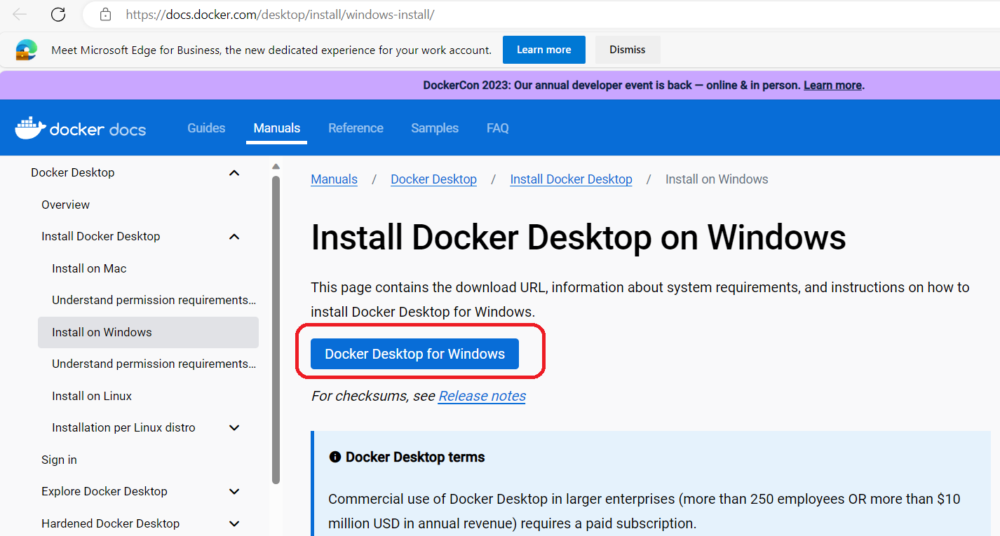 https://docs.docker.com/desktop/install/windows-install/
Meet Microsoft Edge for Business, the new dedicated experience for your work account.
Learn more
Dismiss
DockerCon 2023: Our annual developer event is back — online & in person. Learn more.
docker docs
Guides
Manuals
Reference
Samples
FAQ
Docker Desktop
Overview
Install Docker Desktop
Install on Mac
Understand permission requirements...
Install on Windows
Understand permission requirements...
Install on Linux
Installation per Linux distro
Sign in
Explore Docker Desktop
Hardened Docker Desktop
Manuals / Docker Desktop / Install Docker Desktop / Install on Windows
Install Docker Desktop on Windows
This page contains the download URL, information about system requirements, and instructions on how to
install Docker Desktop for Windows.
Docker Desktop for Windows
For checksums, see Release notes
Docker Desktop terms
Commercial use of Docker Desktop in larger enterprises (more than 250 employees OR more than $10
million USD in annual revenue) requires a paid subscription.